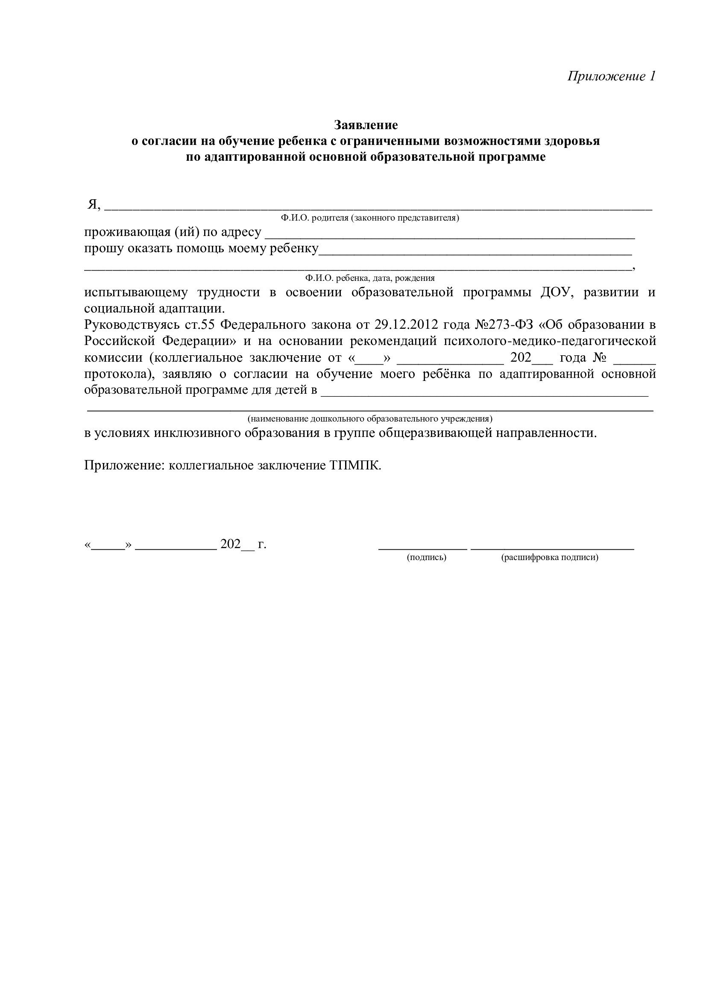 Приложение 1
Заявление
о согласии на обучение ребенка с ограниченными возможностями здоровья
по адаптированной основной образовательной программе
Я, _____________________________________________________________________________
Ф.И.О. родителя (законного представителя)
проживающая (ий) по адресу ____________________________________________________
прошу оказать помощь моему ребенку____________________________________________
_____________________________________________________________________________,
Ф.И.О. ребенка, дата, рождения
испытывающему трудности в освоении образовательной программы ДОУ, развитии и
социальной адаптации.
Руководствуясь ст.55 Федерального закона от 29.12.2012 года №273-ФЗ «Об образовании в
Российской Федерации» и на основании рекомендаций психолого-медико-педагогической
комиссии (коллегиальное заключение от «____» _______________ 202___ года № ______
протокола), заявляю о согласии на обучение моего ребёнка по адаптированной основной
образовательной программе для детей в ________________________________________________
___________________________________________________________________________________
(наименование дошкольного образовательного учреждения)
в условиях инклюзивного образования в группе общеразвивающей направленности.
Приложение: коллегиальное заключение ТПМПК.
«_____» ____________ 202__ г. _____________ ________________________
(подпись) (расшифровка подписи)